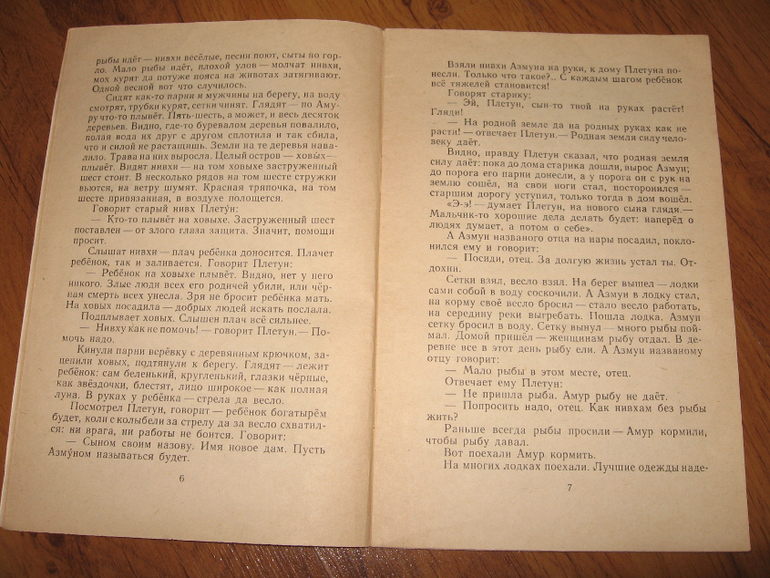 рыбы идёт — нивхи весёлые, песни поют, сыты по гор-
ло. Мало рыбы идёт, плохой улов — молчат нивхи,
мох курят да потуже пояса на животах затягивают.
Одной весной вот что случилось.
Сидят как-то парни и мужчины на берегу, на воду
смотрят, трубки курят, сетки чинят. Глядят — по Аму-
ру что-то плывёт. Пять-шесть, а может, и весь десяток
деревьев. Видно, где-то буреломом деревья повалило,
полая вода их друг с другом сплотила и так сбила,
что и силой не растащишь. Земли на те деревья нава-
лило. Трава на них выросла. Целый остров — ховых —
плывёт. Видят нивхи — на том ховыхе заструженный
шест стоит. В несколько рядов на том шесте стружки
вьются, на ветру шумят. Красная тряпочка, на том
шесте привязанная, в воздухе полощется.
Говорит старый нивх Плету́н:
— Кто-то плывёт на ховыхе. Заструженный шест
поставлен — от злого глаза защита. Значит, помощи
просит.
Слышат нивхи — плач ребёнка доносится. Плачет
ребёнок, так и заливается. Говорит Плетун:
— Ребёнок на ховыхе плывёт. Видно, нет у него
никого. Злые люди всех его родичей убили, или чёр-
ная смерть всех унесла. Зря не бросит ребёнка мать.
На ховых посадила — добрых людей искать послала.
Подплывает ховых. Слышен плач всё сильнее.
— Нивху как не помочь! — говорит Плетун. — По-
мочь надо.
Кинули парни верёвку с деревянным крючком, за-
цепили ховых, подтянули к берегу. Глядят — лежит
ребёнок: сам беленький, кругленький, глазки чёрные,
как звёздочки, блестят, лицо широкое — как полная
луна. В руках у ребёнка — стрела да весло.
Посмотрел Плетун, говорит — ребёнок богатырём
будет, коли с колыбели за стрелу да за весло схватил-
ся: ни врага, ни работы не боится. Говорит:
— Сыном своим назову. Имя новое дам. Пусть
Азму́ном называться будет.
6
Взяли нивхи Азмуна на руки, к дому Плетуна по-
несли. Только что такое?.. С каждым шагом ребёнок
всё тяжелей становится!
Говорят старику:
— Эй, Плетун, сын-то твой на руках растёт!
Гляди!
— На родной земле да на родных руках как не
расти! — отвечает Плетун. — Родная земля силу чело-
веку даёт.
Видно, правду Плетун сказал, что родная земля
силу даёт: пока до дома старика дошли, вырос Азмун;
до порога его парни донесли, а у порога он с рук на
землю сошёл, на свои ноги стал, посторонился —
старшим дорогу уступил, только тогда в дом вошёл.
«Э-э! — думает Плетун, на нового сына глядя. —
Мальчик-то хорошие дела делать будет: наперёд о
людях думает, а потом о себе».
А Азмун названого отца на нары посадил, покло-
нился ему и говорит:
— Посиди, отец. За долгую жизнь устал ты. От-
дохни.
Сетки взял, весло взял. На берег вышел — лодки
сами собой в воду соскочили. А Азмун в лодку стал,
на корму своё весло бросил — стало весло работать,
на середину реки выгребать. Пошла лодка. Азмун
сетку бросил в воду. Сетку вынул — много рыбы пой-
мал. Домой пришёл — женщинам рыбу отдал. В де-
ревне все в этот день рыбу ели. А Азмун названому
отцу говорит:
— Мало рыбы в этом месте, отец.
Отвечает ему Плетун:
— Не пришла рыба. Амур рыбу не даёт.
— Попросить надо, отец. Как нивхам без рыбы
жить?
Раньше всегда рыбы просили — Амур кормили,
чтобы рыбу давал.
Вот поехали Амур кормить.
На многих лодках поехали. Лучшие одежды наде-
7